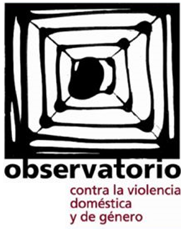 observatorio
contra la violencia
doméstica
y de género